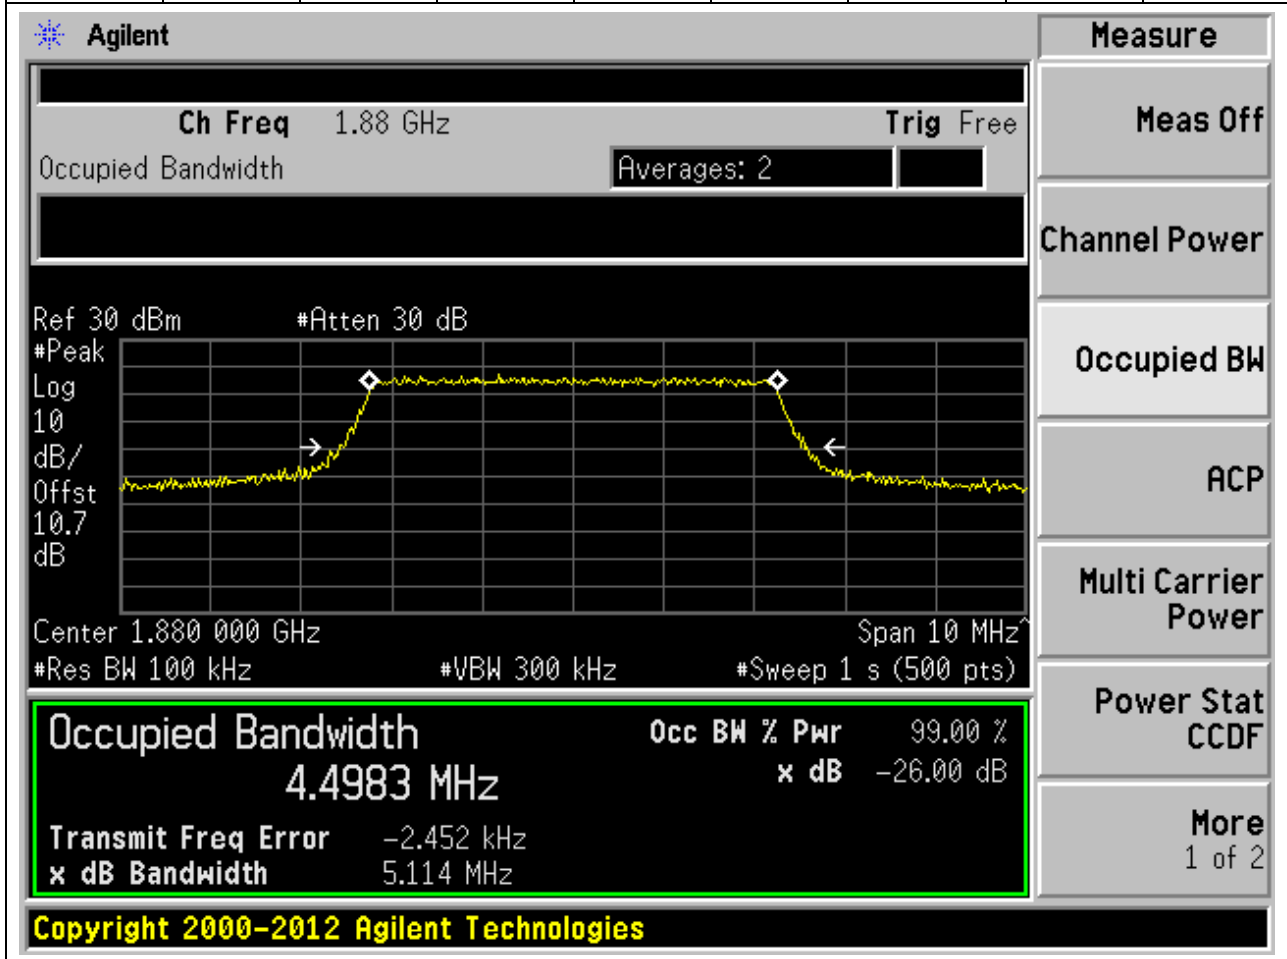 Agilent
Measure
Ch Freq 1.88 GHz Trig Free
Occupied Bandwidth Averages: 2
Meas Off
Channel Power
Occupied BW
ACP
Multi Carrier
Power
Power Stat
CCDF
More
1 of 2
Ref 30 dBm #Atten 30 dB
#Peak
Log
10
dB/
Offst
10.7
dB
Center 1.880 000 GHz Span 10 MHz^
#Res BW 100 kHz #VBW 300 kHz #Sweep 1 s (500 pts)
Occupied Bandwidth Occ BW % Pwr 99.00 %
4.4983 MHz x dB -26.00 dB
Transmit Freq Error -2.452 kHz
x dB Bandwidth 5.114 MHz
Copyright 2000-2012 Agilent Technologies